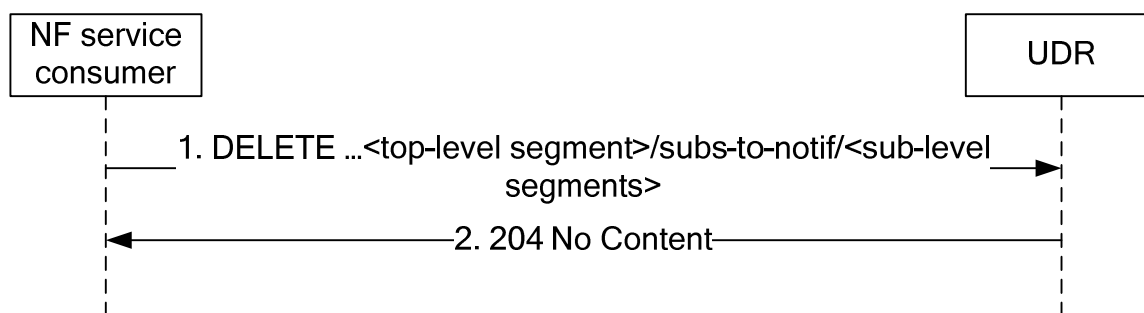 NF service
consumer
UDR
1. DELETE ...<top-level segment>/subs-to-notif/<sub-level
segments>
2. 204 No Content